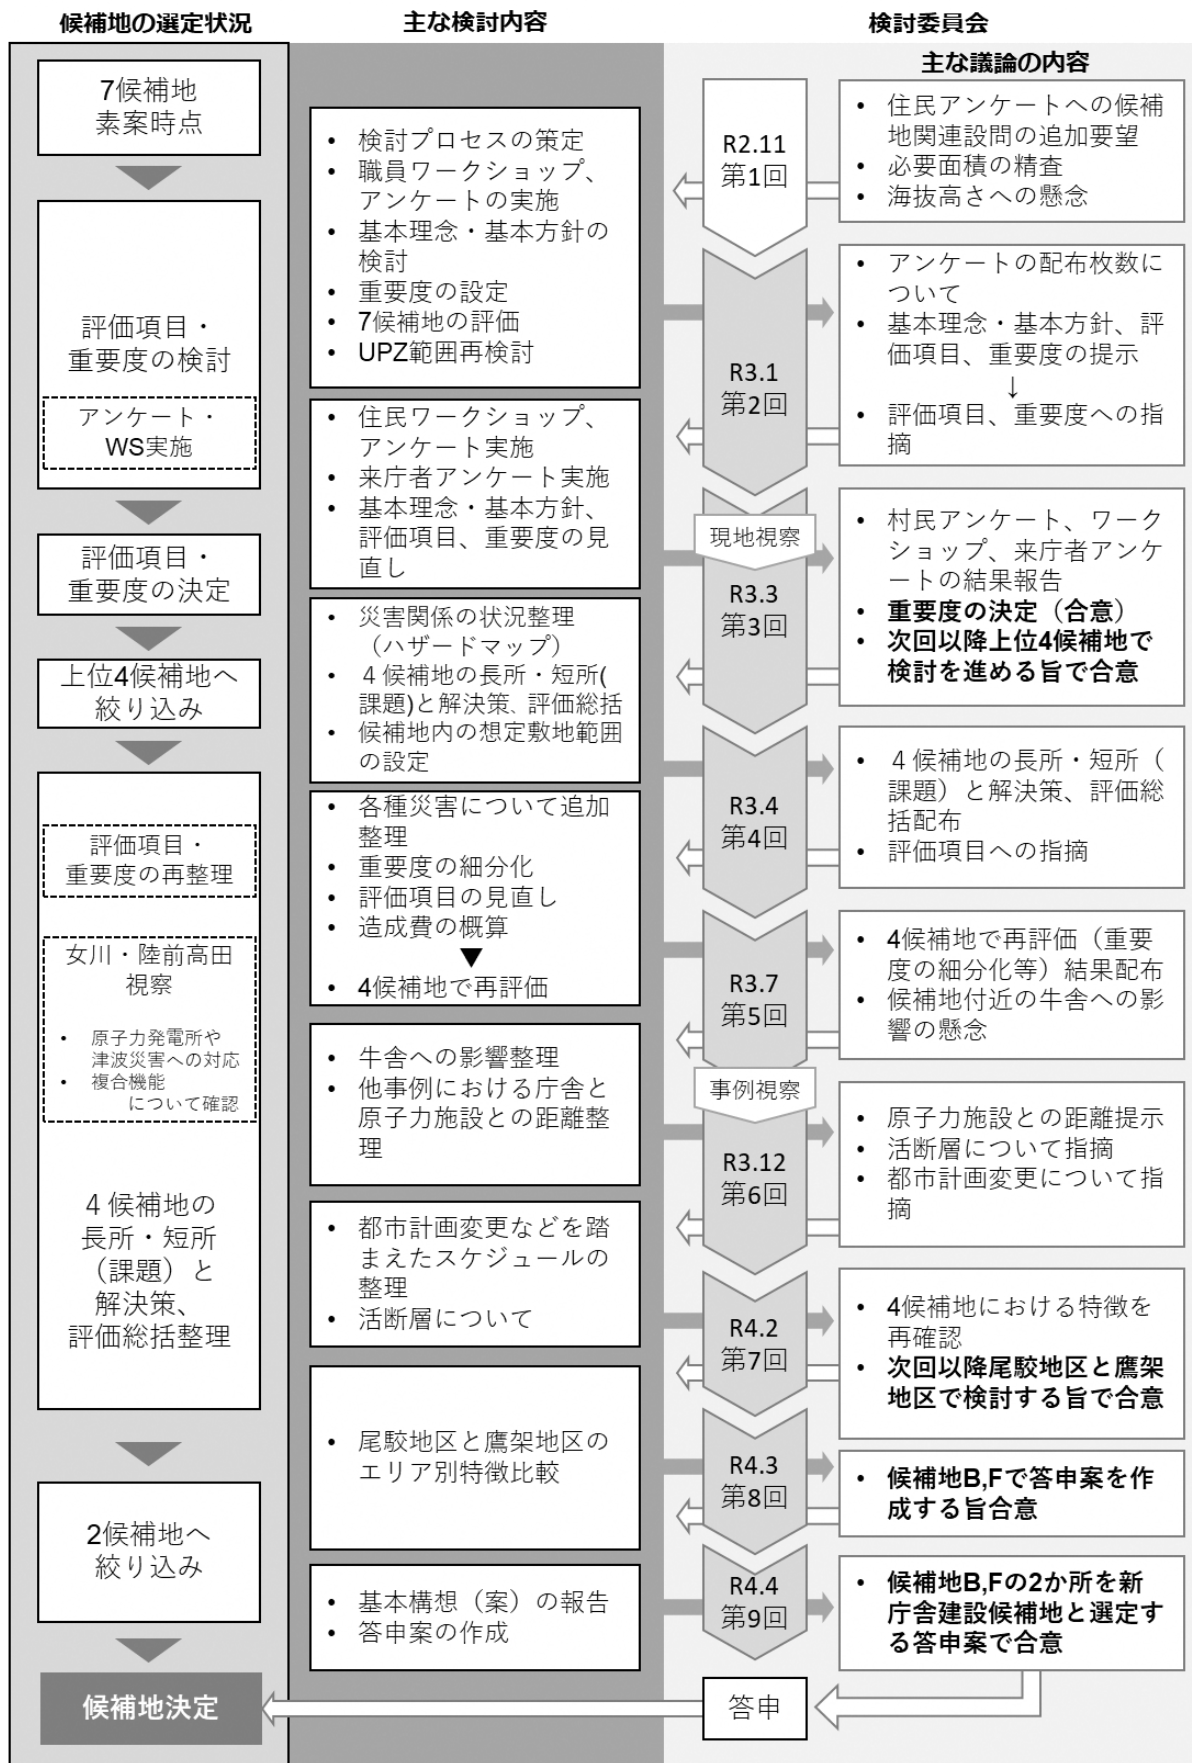 候補地の選定状況
7候補地
素案時点
評価項目・
重要度の検討
アンケート・
WS実施
評価項目・
重要度の決定
上位4候補地へ
絞り込み
評価項目・
重要度の再整理
女川・陸前高田
視察
• 原子力発電所や
津波災害への対応
• 複合機能
について確認
４候補地の
長所・短所
（課題）と
解決策、
評価総括整理
2候補地へ
絞り込み
候補地決定
主な検討内容
• 検討プロセスの策定
• 職員ワークショップ、
アンケートの実施
• 基本理念・基本方針の
検討
• 重要度の設定
• 7候補地の評価
• UPZ範囲再検討
• 住民ワークショップ、
アンケート実施
• 来庁者アンケート実施
• 基本理念・基本方針、
評価項目、重要度の見
直し
• 災害関係の状況整理
（ハザードマップ）
• ４候補地の長所・短所(
課題)と解決策、評価総括
• 候補地内の想定敷地範囲
の設定
• 各種災害について追加
整理
• 重要度の細分化
• 評価項目の見直し
• 造成費の概算
▼
• 4候補地で再評価
• 牛舎への影響整理
• 他事例における庁舎と
原子力施設との距離整
理
• 都市計画変更などを踏
まえたスケジュールの
整理
• 活断層について
• 尾駮地区と鷹架地区の
エリア別特徴比較
• 基本構想（案）の報告
• 答申案の作成
検討委員会
主な議論の内容
R2.11
第1回
• 住民アンケートへの候補
地関連設問の追加要望
• 必要面積の精査
• 海抜高さへの懸念
R3.1
第2回
• アンケートの配布枚数に
ついて
• 基本理念・基本方針、評
価項目、重要度の提示
↓
• 評価項目、重要度への指
摘
現地視察
R3.3
第3回
• 村民アンケート、ワーク
ショップ、来庁者アンケ
ートの結果報告
• 重要度の決定（合意）
• 次回以降上位4候補地で
検討を進める旨で合意
R3.4
第4回
• ４候補地の長所・短所（
課題）と解決策、評価総
括配布
• 評価項目への指摘
R3.7
第5回
• 4候補地で再評価（重要
度の細分化等）結果配布
• 候補地付近の牛舎への影
響の懸念
事例視察
R3.12
第6回
• 原子力施設との距離提示
• 活断層について指摘
• 都市計画変更について指
摘
R4.2
第7回
• 4候補地における特徴を
再確認
• 次回以降尾駮地区と鷹架
地区で検討する旨で合意
R4.3
第8回
• 候補地B,Fで答申案を作
成する旨合意
R4.4
第9回
• 候補地B,Fの2か所を新
庁舎建設候補地と選定す
る答申案で合意
答申